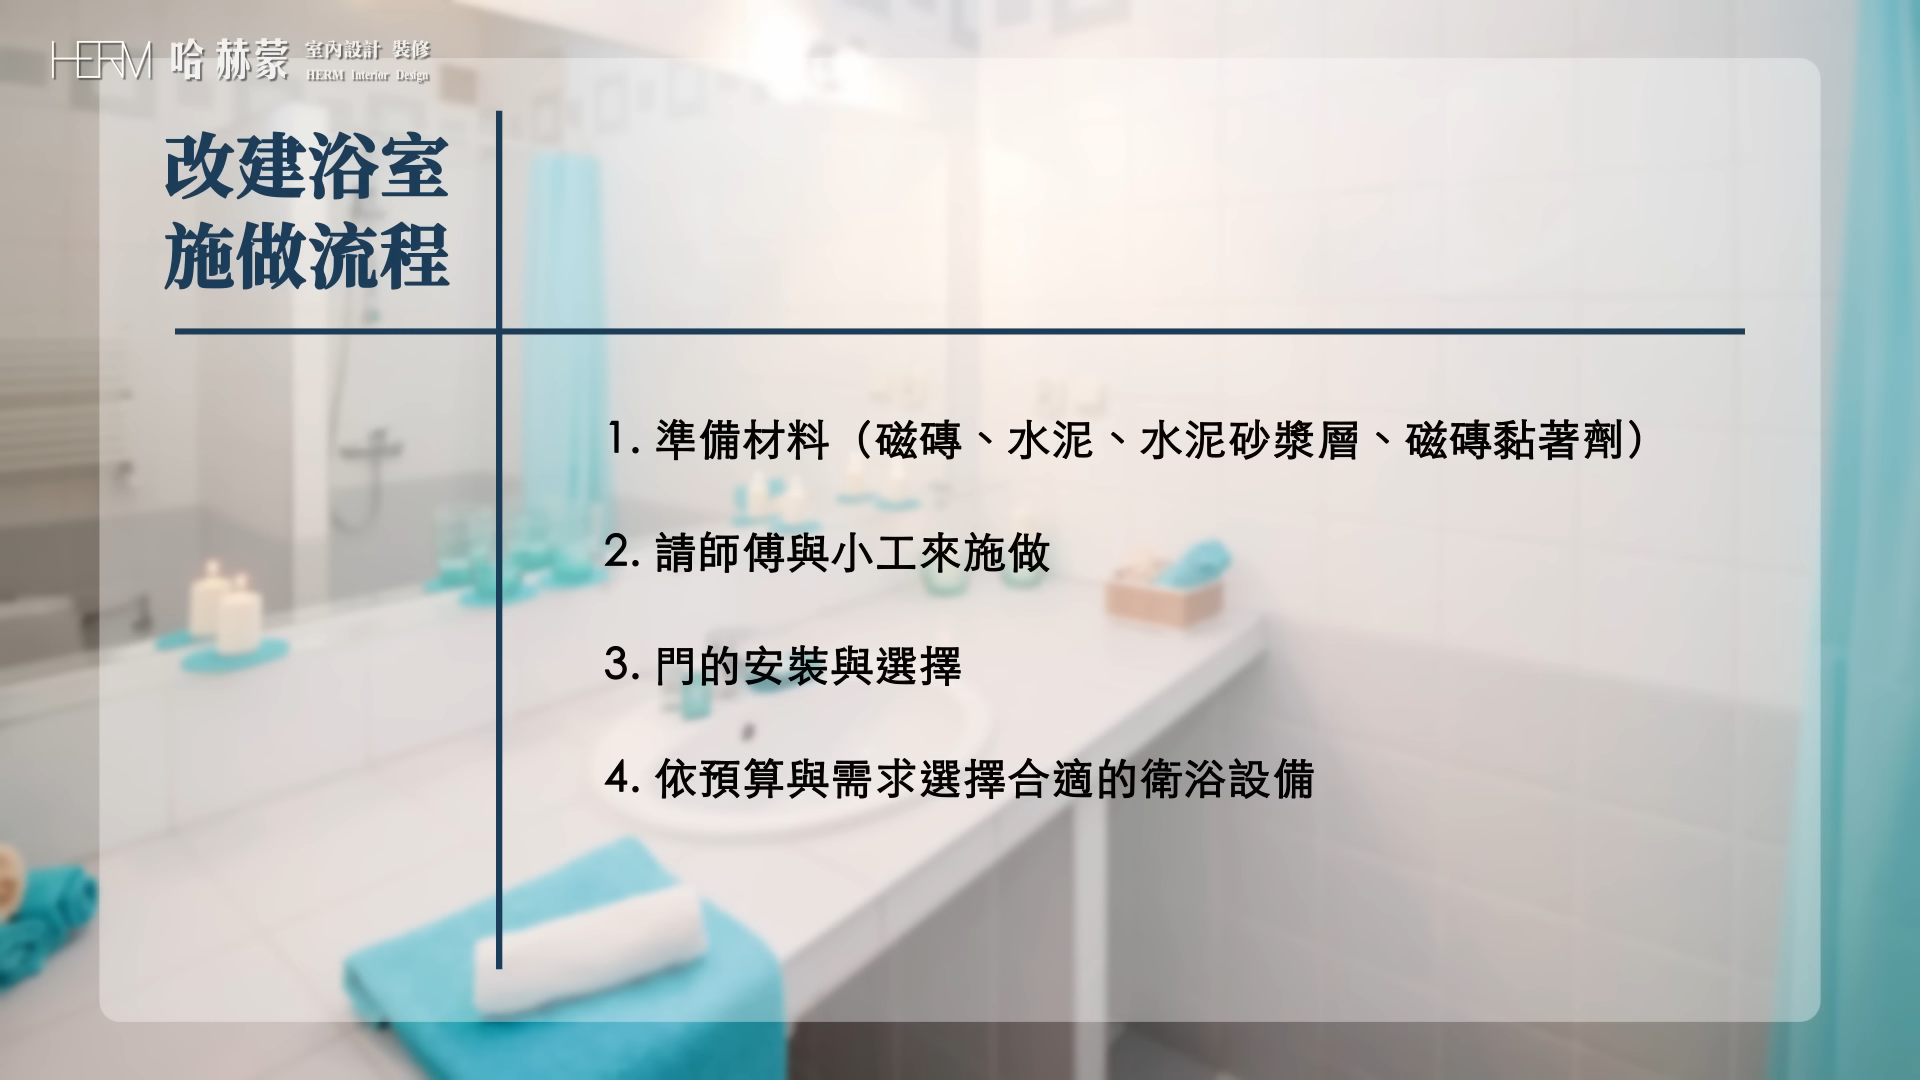 HERM 哈赫蒙 室內設計 裝修
HERM Interior Design
改建浴室
施做流程
1. 準備材料（磁磚、水泥、水泥砂漿層、磁磚黏著劑）
2. 請師傅與小工來施做
3. 門的安裝與選擇
4. 依預算與需求選擇合適的衛浴設備